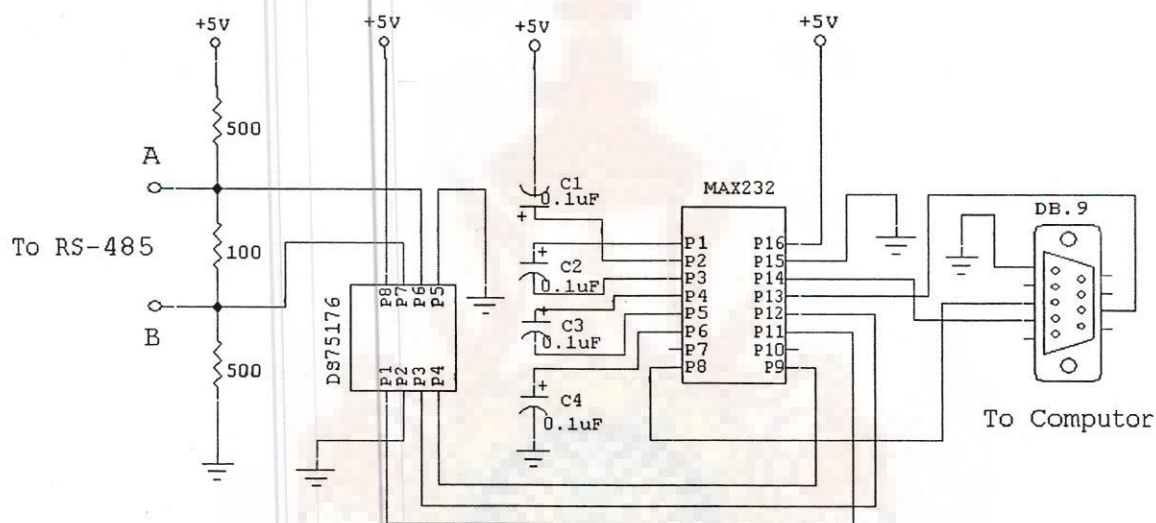 +5V
+5V
+5V
+5V
500
A
C1
0.1uF
+
MAX232
DB.9
To RS-485
100
P1
P2
P3
P4
P5
P6
P7
P8
P16
P15
P14
P13
P12
P11
P10
P9
+
C2
0.1uF
B
P8
P7
P6
P5
DS75176
P1
P2
P3
P4
+
C3
0.1uF
500
+
C4
0.1uF
To Computor